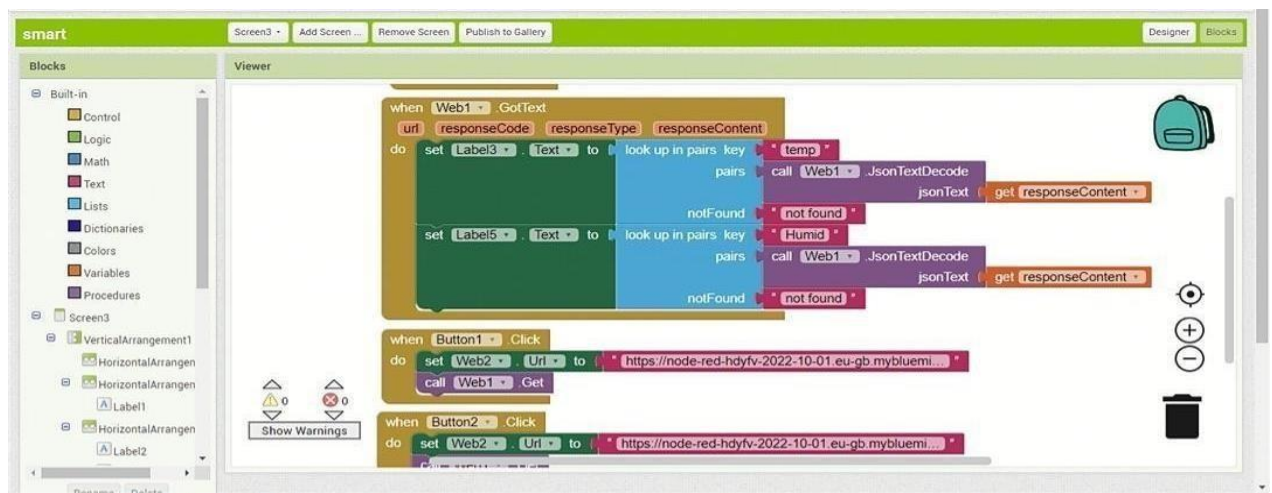 smart Screen3 Add Screen ... Remove Screen Publish to Gallery Designer Blocks
Blocks Viewer
Built-in
Control
Logic
Math
Text
Lists
Dictionaries
Colors
Variables
Procedures
Screen3
VerticalArrangement1
HorizontalArrangen
HorizontalArrangen
Label1
HorizontalArrangen
Label2
Rename Delete
when Web1 .GotText
url responseCode responseType responseContent
do set Label3 . Text to look up in pairs key " temp "
pairs call Web1 .JsonTextDecode
jsonText get responseContent
notFound " not found "
set Label5 . Text to look up in pairs key " Humid "
pairs call Web1 .JsonTextDecode
jsonText get responseContent
notFound " not found "
when Button1 .Click
do set Web2 . Url to " https://node-red-hdyfv-2022-10-01.eu-gb.mybluemi... "
call Web1 .Get
when Button2 .Click
do set Web2 . Url to " https://node-red-hdyfv-2022-10-01.eu-gb.mybluemi... "
0 0
Show Warnings